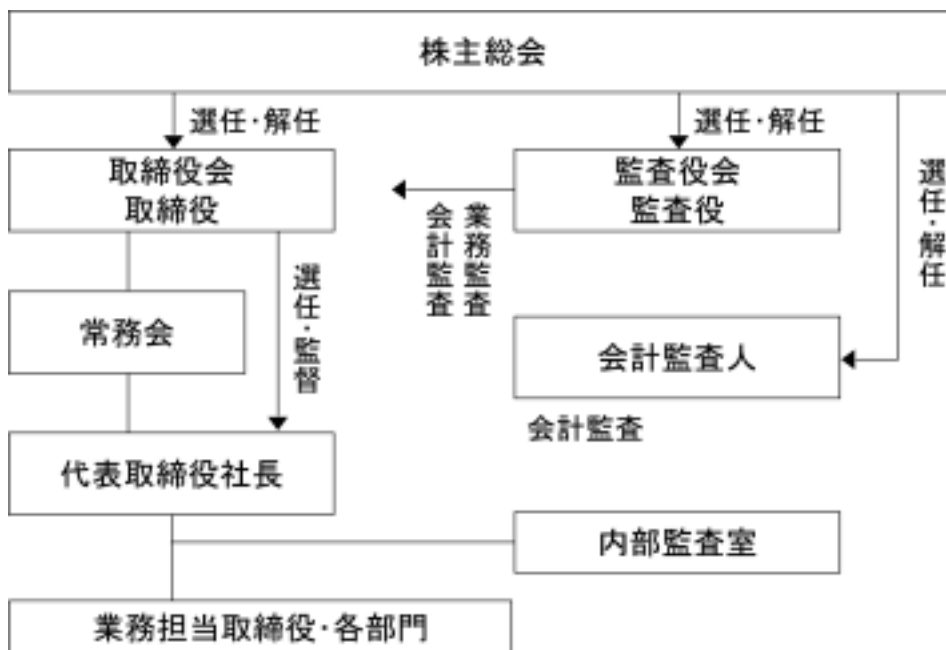 株主総会
選任・解任
選任・解任
選任・解任
取締役会
取締役
監査役会
監査役
業務監査
会計監査
選任・監督
常務会
会計監査人
会計監査
代表取締役社長
内部監査室
業務担当取締役・各部門